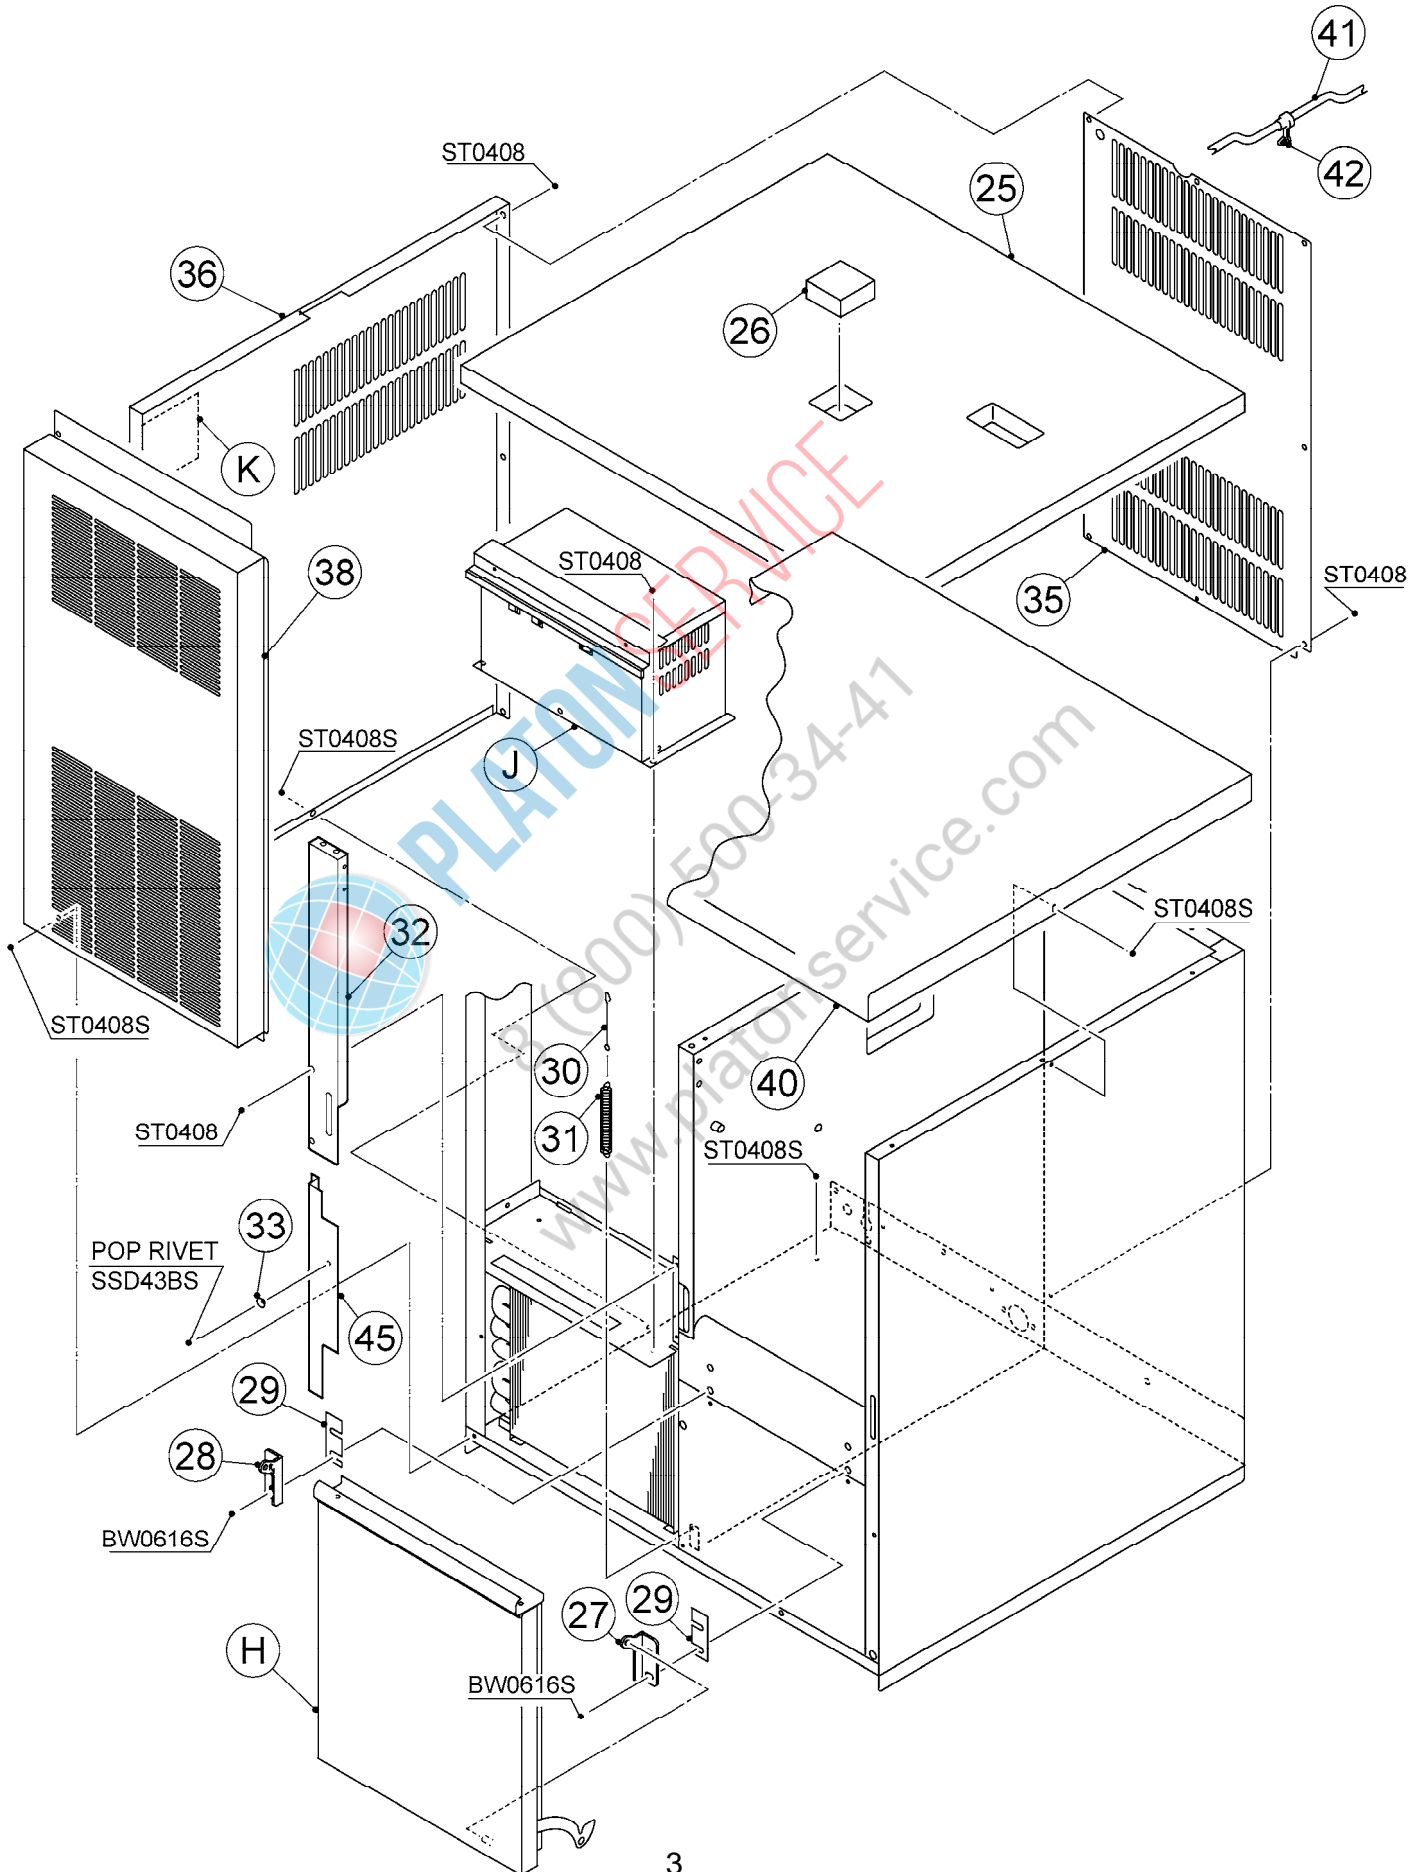 41
ST0408
42
25
36
26
K
ST0408
38
ST0408
35
SERVICE
ST0408S
J
PLATON
8 (800) 500-34-41
www.platonservice.com
ST0408S
32
ST0408S
30
40
ST0408
31
ST0408S
33
POP RIVET
SSD43BS
45
29
28
BW0616S
29
27
H
BW0616S
3